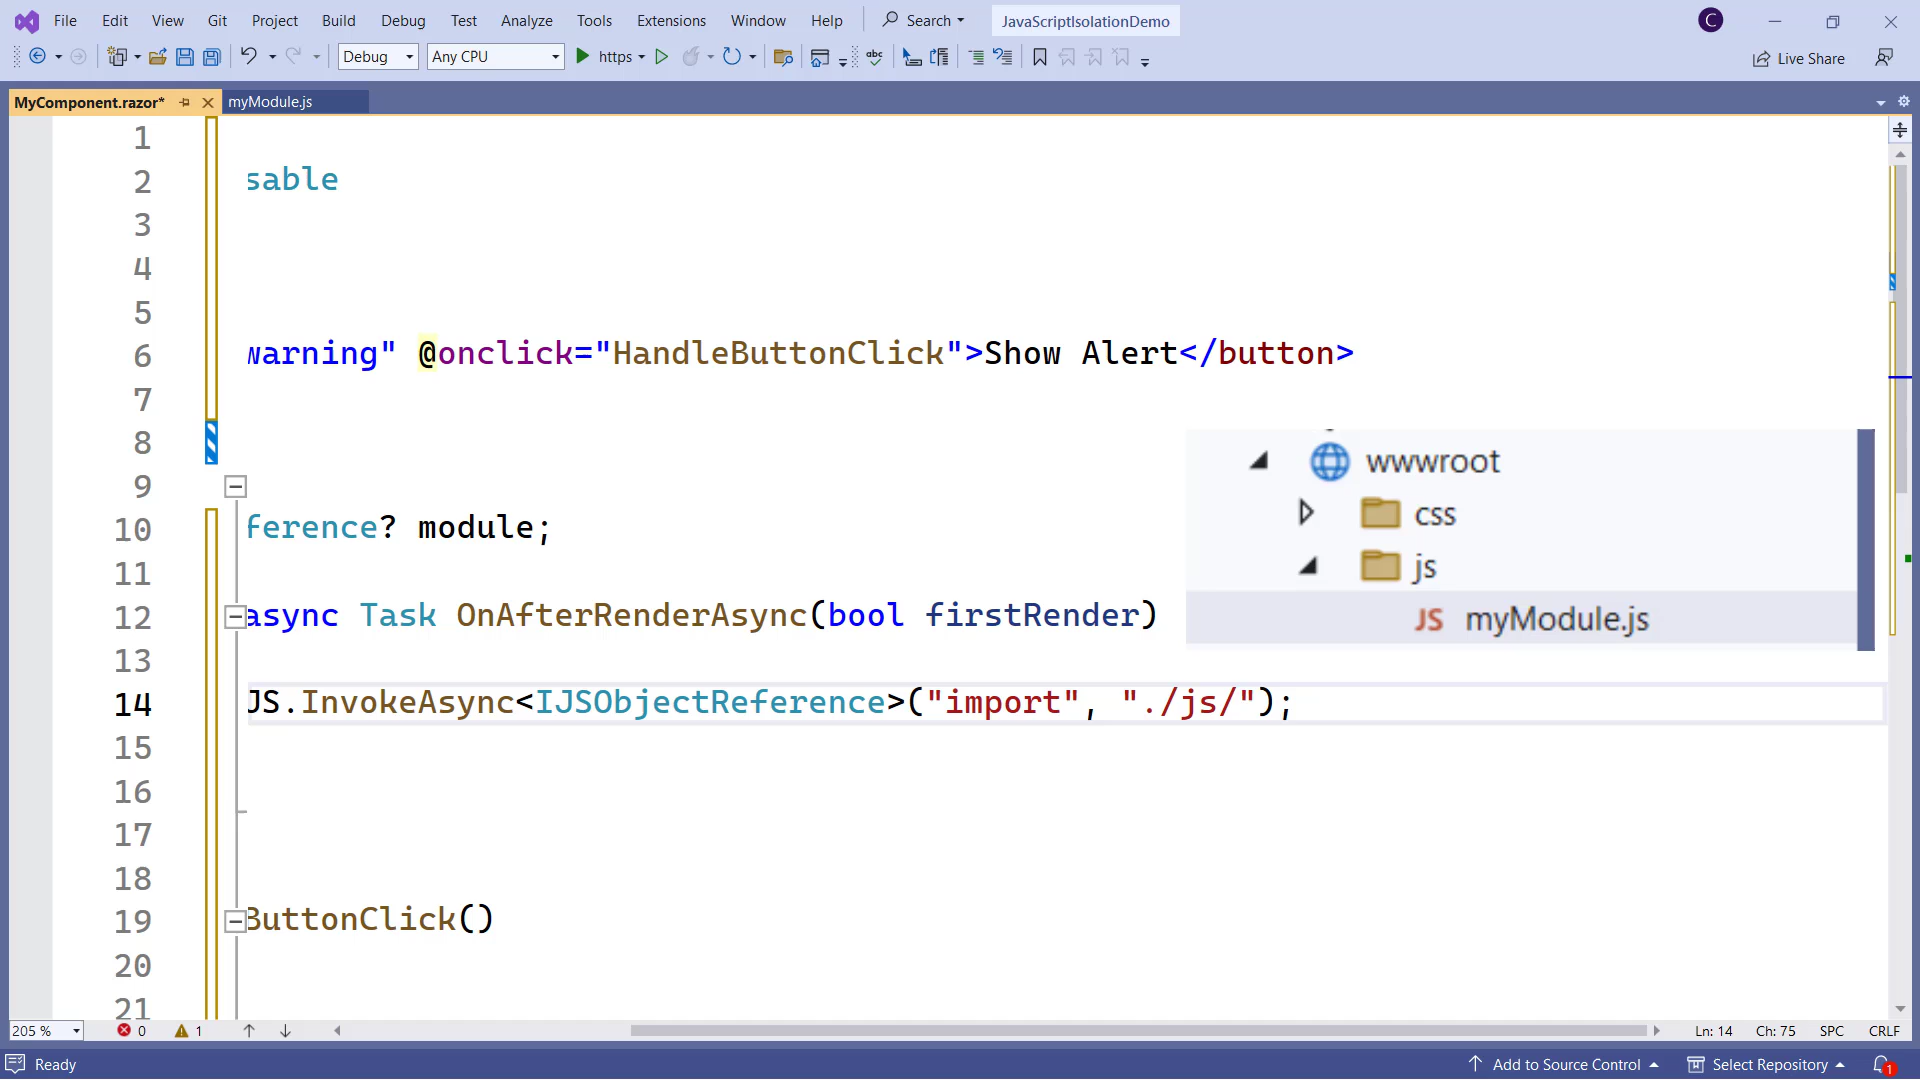 File Edit View Git Project Build Debug Test Analyze Tools Extensions Window Help Search JavaScriptIsolationDemo C
Debug Any CPU https Live Share
MyComponent.razor* myModule.js
1
2 sable
3
4
5
6 warning" @onclick="HandleButtonClick">Show Alert</button>
7
8
9
10 ference? module;
11
12 async Task OnAfterRenderAsync(bool firstRender)
13
14 JS.InvokeAsync<IJSObjectReference>("import", "./js/");
15
16
17
18
19 ButtonClick()
20
21
wwwroot
css
js
JS myModule.js
205 % 0 1 Ln: 14 Ch: 75 SPC CRLF
Ready Add to Source Control Select Repository 1